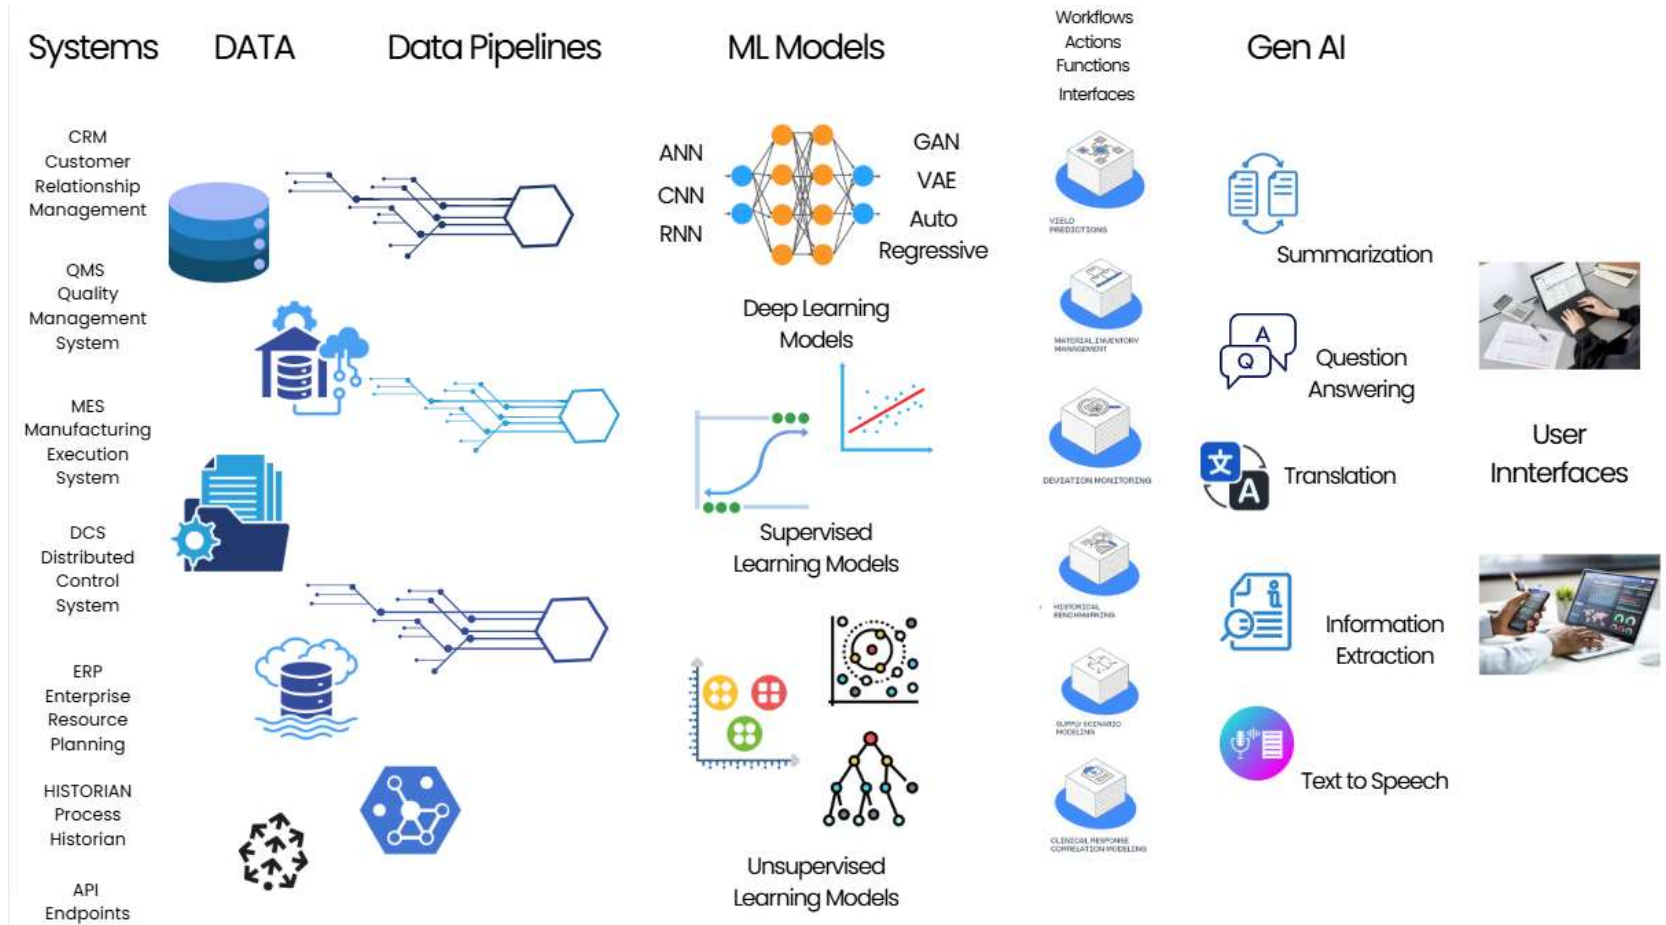 Systems
DATA
Data Pipelines
ML Models
Workflows
Actions
Functions
Interfaces
Gen AI
CRM
Customer
Relationship
Management
QMS
Quality
Management
System
MES
Manufacturing
Execution
System
DCS
Distributed
Control
System
ERP
Enterprise
Resource
Planning
HISTORIAN
Process
Historian
API
Endpoints
ANN
CNN
RNN
GAN
VAE
Auto
Regressive
Deep Learning
Models
Supervised
Learning Models
Unsupervised
Learning Models
YIELD
PREDICTIONS
MATERIAL INVENTORY
MANAGEMENT
DEVIATION MONITORING
HISTORICAL
BENCHMARKING
SUPPLY SCENARIO
MODELING
CLINICAL RESPONSE
CORRELATION MODELING
Summarization
A
Q
Question
Answering
文
A
Translation
i
Information
Extraction
Text to Speech
User
Innterfaces